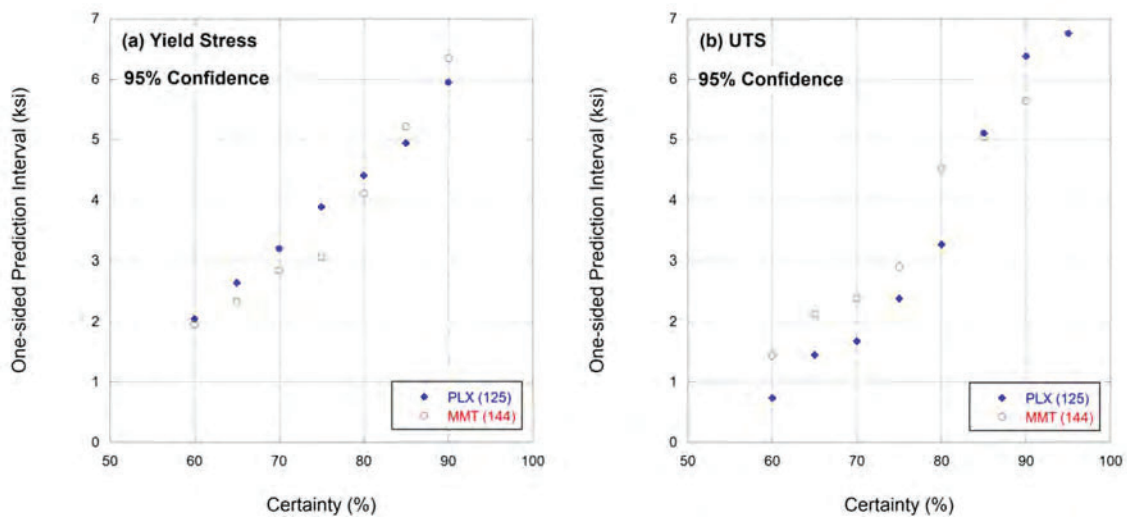 (a) Yield Stress
95% Confidence
One-sided Prediction Interval (ksi)
7
6
5
4
3
2
1
0
50
60
70
80
90
100
Certainty (%)
PLX (125)
MMT (144)
(b) UTS
95% Confidence
One-sided Prediction Interval (ksi)
7
6
5
4
3
2
1
0
50
60
70
80
90
100
Certainty (%)
PLX (125)
MMT (144)